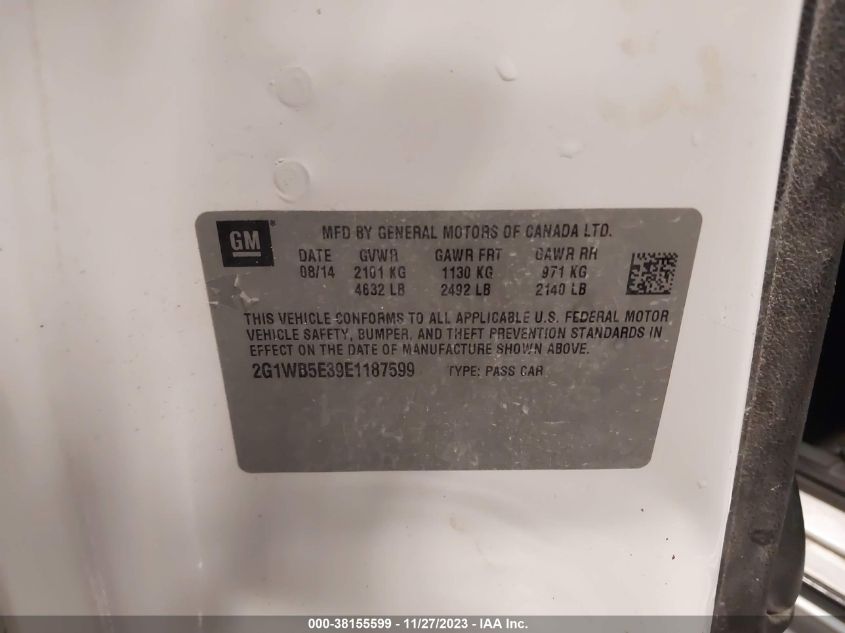 GM®
MFD BY GENERAL MOTORS OF CANADA LTD.
DATE GVWR GAWR FRT GAWR RR
08/14 2101 KG 1130 KG 971 KG
4632 LB 2492 LB 2140 LB
THIS VEHICLE CONFORMS TO ALL APPLICABLE U.S. FEDERAL MOTOR
VEHICLE SAFETY, BUMPER, AND THEFT PREVENTION STANDARDS IN
EFFECT ON THE DATE OF MANUFACTURE SHOWN ABOVE.
2G1WB5E39E1187599 TYPE: PASS CAR
000-38155599 - 11/27/2023 - IAA Inc.